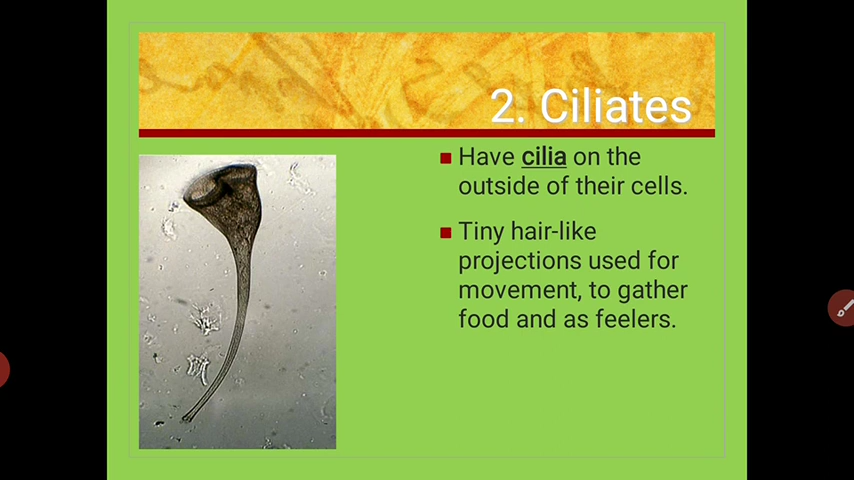 2. Ciliates
Have cilia on the
outside of their cells.
Tiny hair-like
projections used for
movement, to gather
food and as feelers.